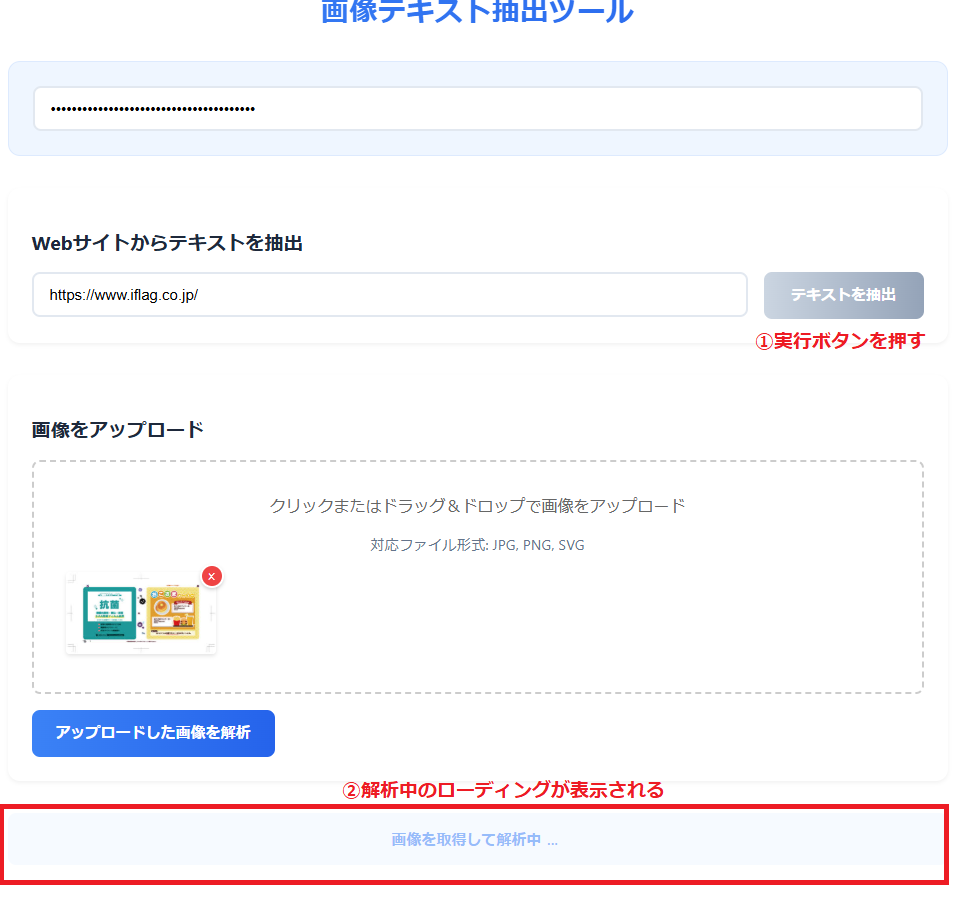 画像テキスト抽出ツール
•••••••••••••••••••••••••••••••••••••••
Webサイトからテキストを抽出
https://www.iflag.co.jp/
テキストを抽出
①実行ボタンを押す
画像をアップロード
クリックまたはドラッグ＆ドロップで画像をアップロード
対応ファイル形式: JPG, PNG, SVG
x
抗菌
アップロードした画像を解析
②解析中のローディングが表示される
画像を取得して解析中 ...